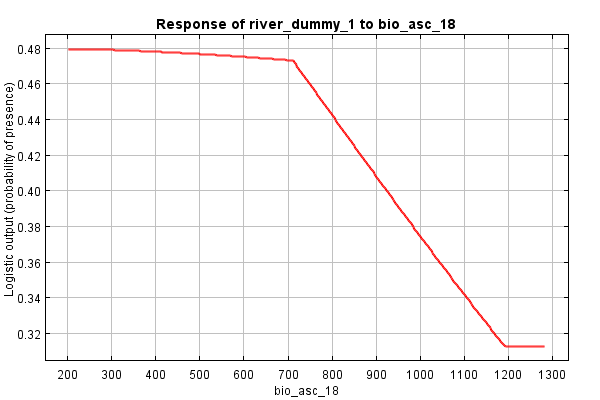 Response of river_dummy_1 to bio_asc_18
Logistic output (probability of presence)
0.48
0.46
0.44
0.42
0.40
0.38
0.36
0.34
0.32
200 300 400 500 600 700 800 900 1000 1100 1200 1300
bio_asc_18